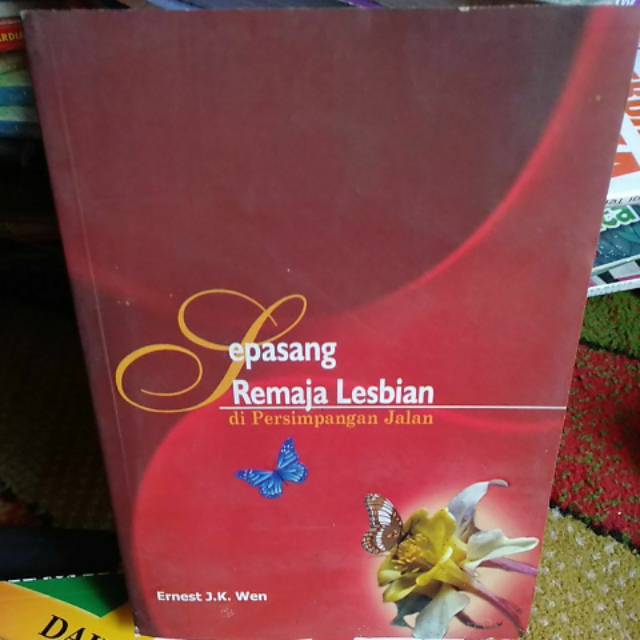 Sepasang
Remaja Lesbian
di Persimpangan Jalan
Ernest J.K. Wen